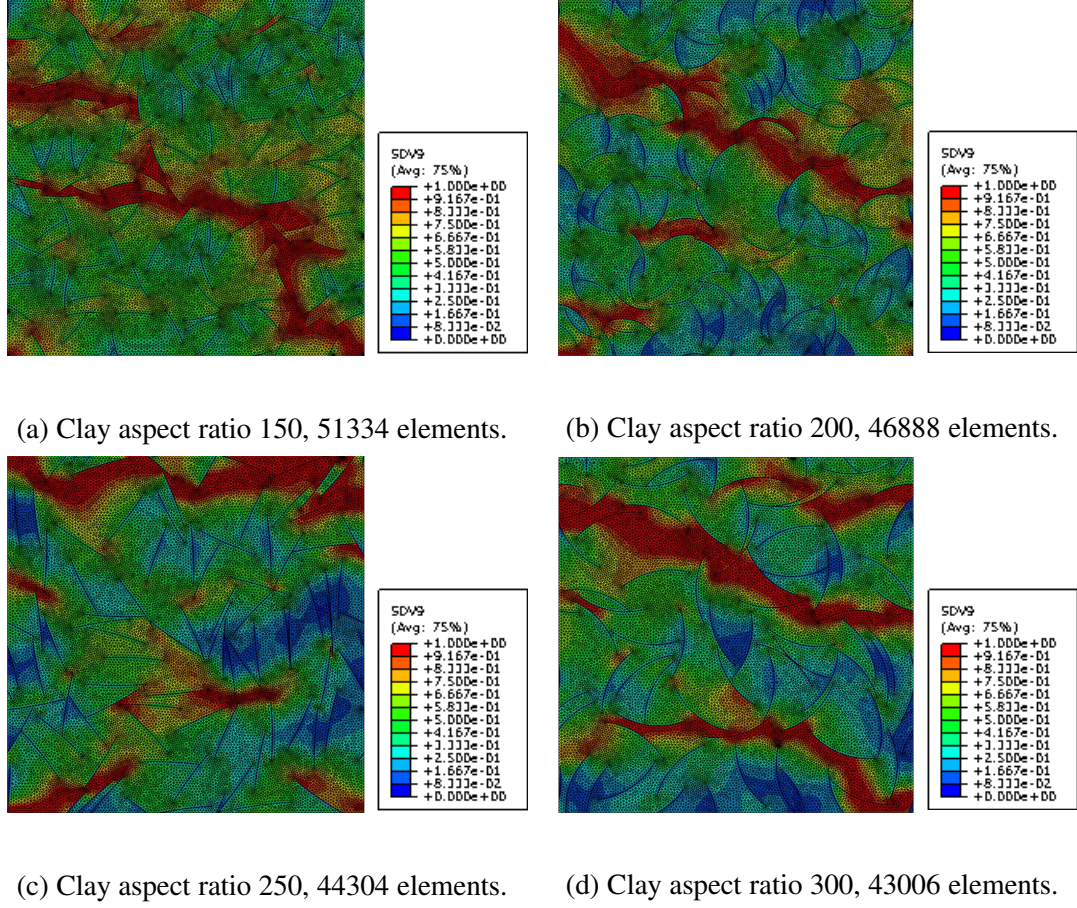 SDV9
(Avg: 75%)
+1.000e+00
+9.167e-01
+8.333e-01
+7.500e-01
+6.667e-01
+5.833e-01
+5.000e-01
+4.167e-01
+3.333e-01
+2.500e-01
+1.667e-01
+8.333e-02
+0.000e+00
SDV9
(Avg: 75%)
+1.000e+00
+9.167e-01
+8.333e-01
+7.500e-01
+6.667e-01
+5.833e-01
+5.000e-01
+4.167e-01
+3.333e-01
+2.500e-01
+1.667e-01
+8.333e-02
+0.000e+00
(a) Clay aspect ratio 150, 51334 elements.
(b) Clay aspect ratio 200, 46888 elements.
SDV9
(Avg: 75%)
+1.000e+00
+9.167e-01
+8.333e-01
+7.500e-01
+6.667e-01
+5.833e-01
+5.000e-01
+4.167e-01
+3.333e-01
+2.500e-01
+1.667e-01
+8.333e-02
+0.000e+00
SDV9
(Avg: 75%)
+1.000e+00
+9.167e-01
+8.333e-01
+7.500e-01
+6.667e-01
+5.833e-01
+5.000e-01
+4.167e-01
+3.333e-01
+2.500e-01
+1.667e-01
+8.333e-02
+0.000e+00
(c) Clay aspect ratio 250, 44304 elements.
(d) Clay aspect ratio 300, 43006 elements.